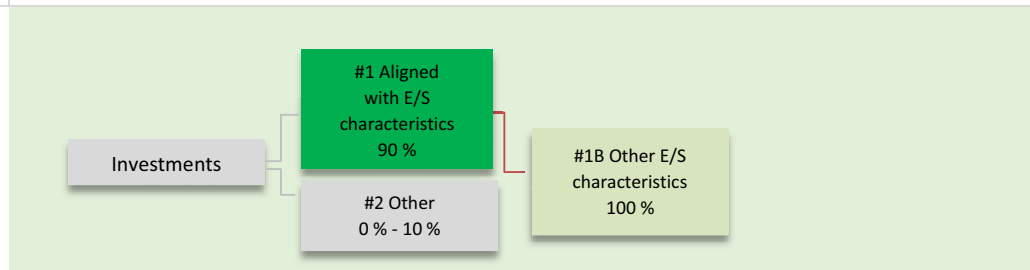 Investments
#1 Aligned
with E/S
characteristics
90 %
#2 Other
0 % - 10 %
#1B Other E/S
characteristics
100 %